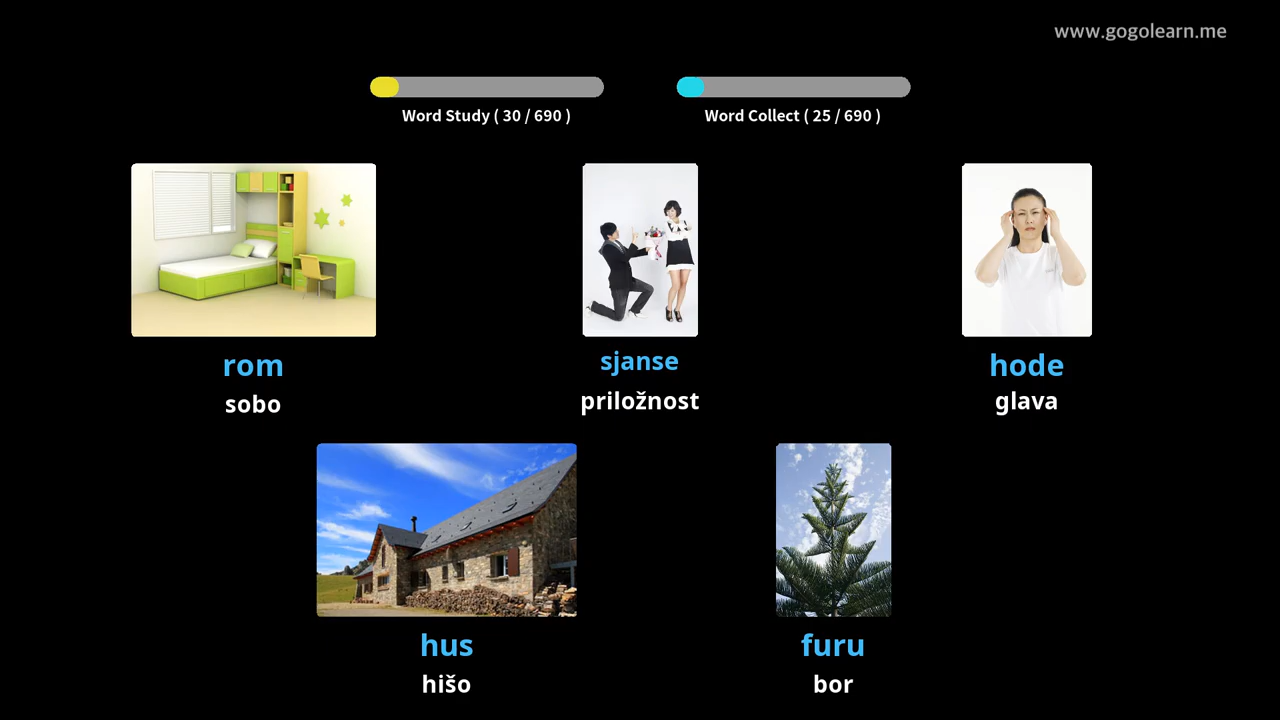 www.gogolearn.me
Word Study ( 30 / 690 )
Word Collect ( 25 / 690 )
rom
sobo
sjanse
priložnost
hode
glava
hus
hišo
furu
bor